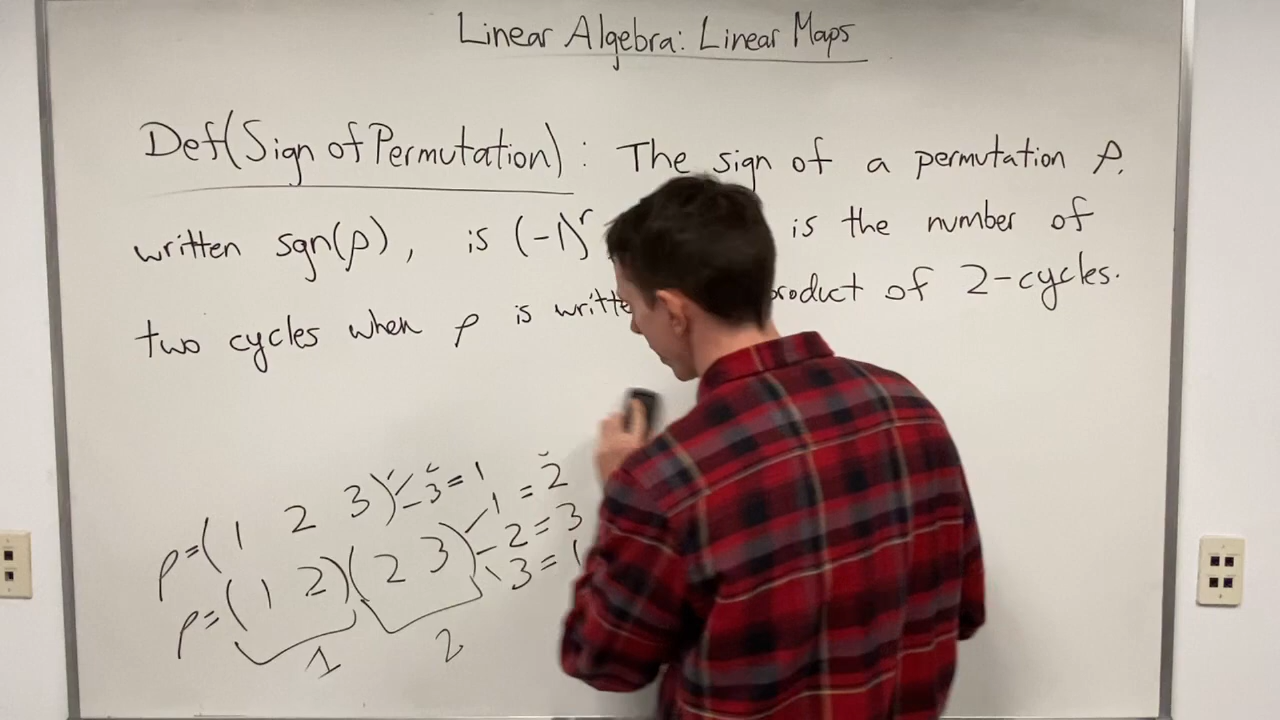 Linear Algebra: Linear Maps
Def(Sign of Permutation): The sign of a permutation ρ,
written sgn(ρ), is (-1)^r is the number of
two cycles when ρ is writte product of 2-cycles.
ρ=(1 2 3) 3=1
ρ=(1 2)(2 3) 1=2
2=3
3=1
1 2